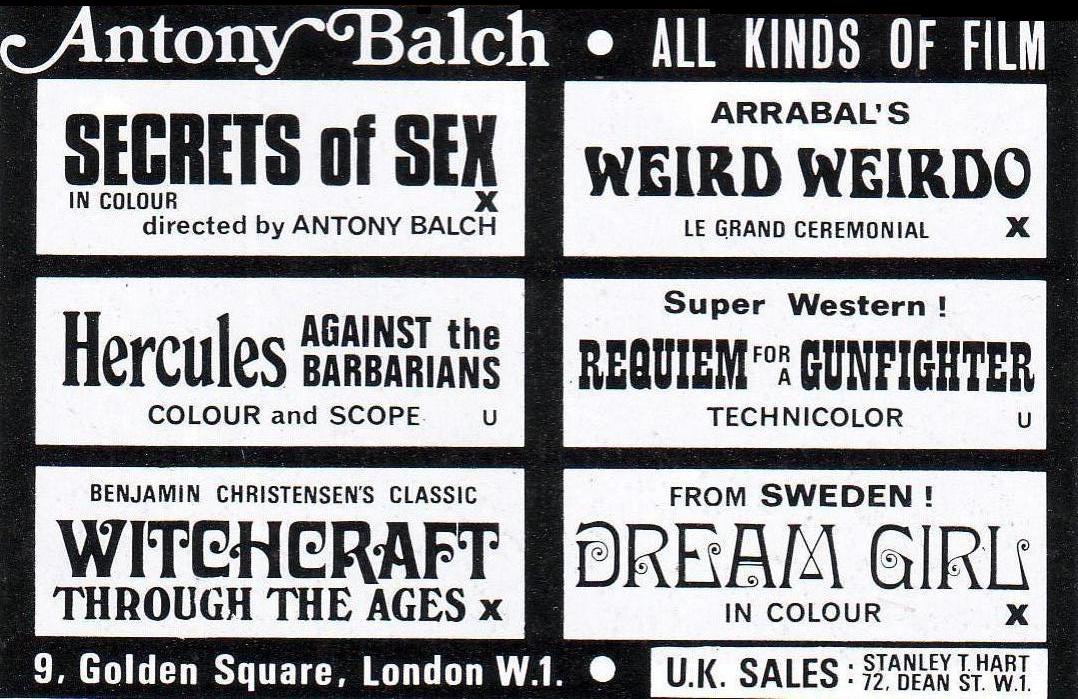 Antony Balch • ALL KINDS OF FILM
SECRETS of SEX
IN COLOUR X
directed by ANTONY BALCH
ARRABAL'S
WEIRD WEIRDO
LE GRAND CEREMONIAL X
Hercules AGAINST the
BARBARIANS
COLOUR and SCOPE U
Super Western !
REQUIEM FOR A GUNFIGHTER
TECHNICOLOR U
BENJAMIN CHRISTENSEN'S CLASSIC
WITCHCRAFT
THROUGH THE AGES X
FROM SWEDEN !
DREAM GIRL
IN COLOUR X
9, Golden Square, London W.1. • U.K. SALES : STANLEY T. HART
72, DEAN ST. W.1.